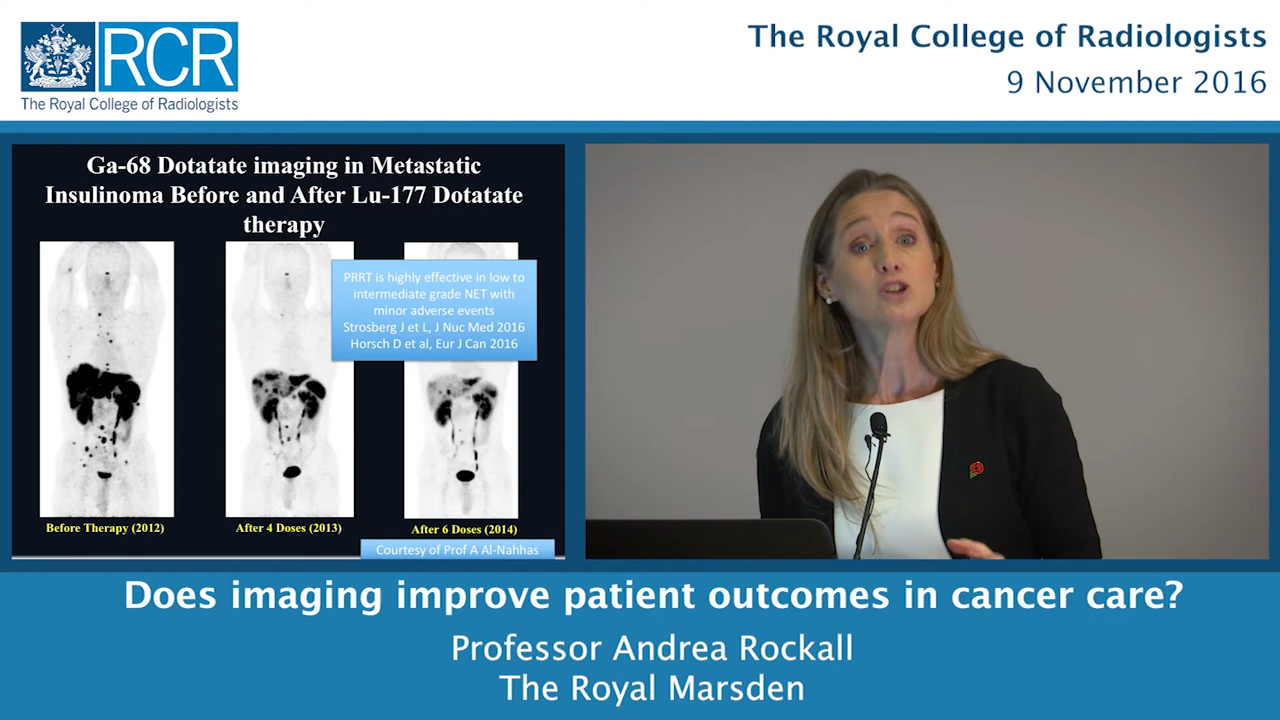 RCR
The Royal College of Radiologists
The Royal College of Radiologists
9 November 2016
Ga-68 Dotatate imaging in Metastatic
Insulinoma Before and After Lu-177 Dotatate
therapy
PRRT is highly effective in low to
intermediate grade NET with
minor adverse events
Strosberg J et L, J Nuc Med 2016
Horsch D et al, Eur J Can 2016
Before Therapy (2012)
After 4 Doses (2013)
After 6 Doses (2014)
Courtesy of Prof A Al-Nahhas
Does imaging improve patient outcomes in cancer care?
Professor Andrea Rockall
The Royal Marsden